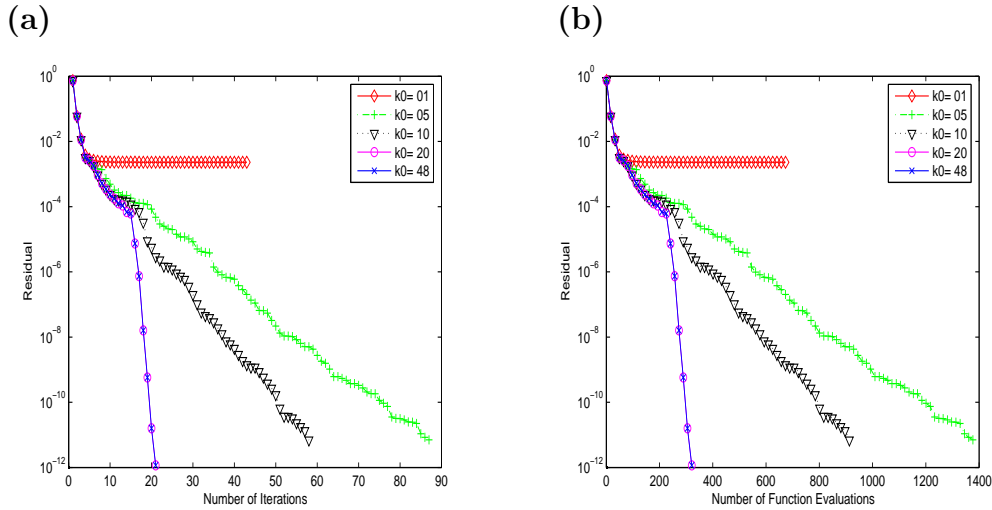 (a)
(b)
10^0
10^-2
10^-4
10^-6
10^-8
10^-10
10^-12
Residual
0 10 20 30 40 50 60 70 80 90
Number of Iterations
k0= 01
k0= 05
k0= 10
k0= 20
k0= 48
10^0
10^-2
10^-4
10^-6
10^-8
10^-10
10^-12
Residual
0 200 400 600 800 1000 1200 1400
Number of Function Evaluations
k0= 01
k0= 05
k0= 10
k0= 20
k0= 48